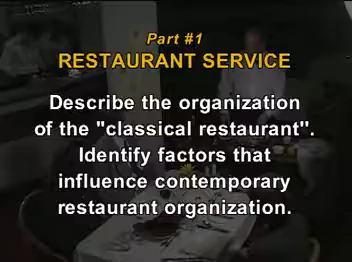 Part #1
RESTAURANT SERVICE
Describe the organization
of the "classical restaurant".
Identify factors that
influence contemporary
restaurant organization.